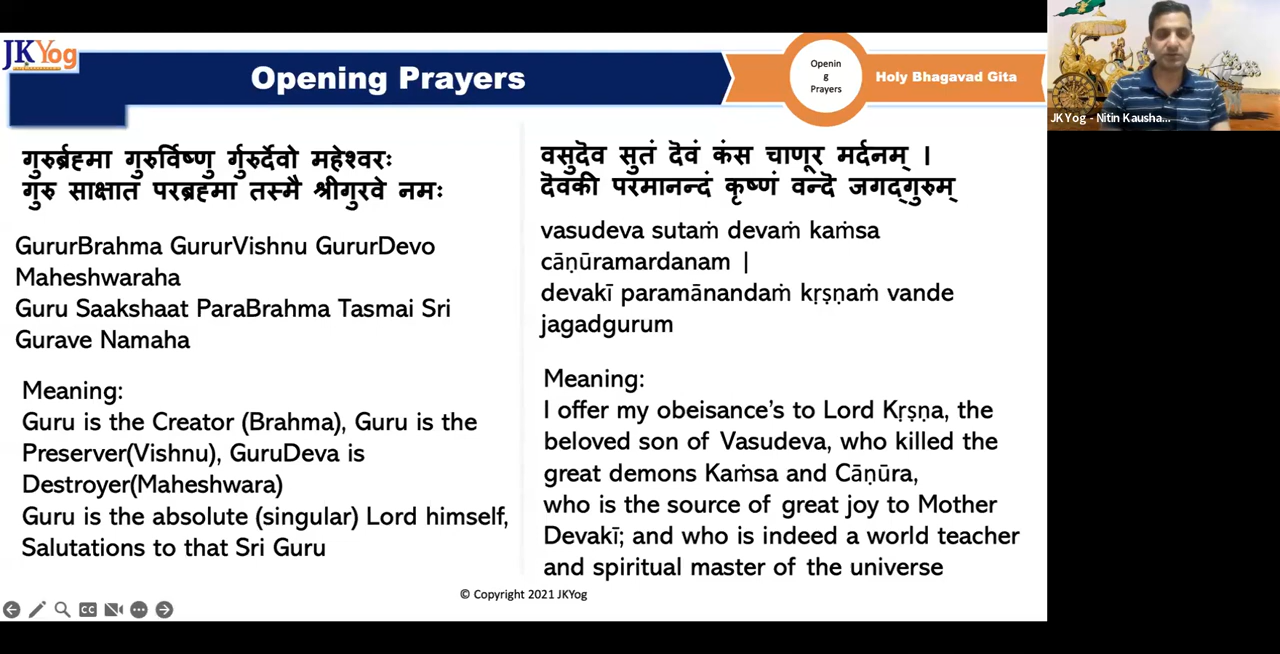 JKYog
Opening Prayers
Openin
g
Prayers
Holy Bhagavad Gita
JKYog - Nitin Kausha...
गुरुर्ब्रह्मा गुरुर्विष्णु र्गुरुर्देवो महेश्वरः
गुरु साक्षात परब्रह्मा तस्मै श्रीगुरवे नमः
GururBrahma GururVishnu GururDevo
Maheshwaraha
Guru Saakshaat ParaBrahma Tasmai Sri
Gurave Namaha
Meaning:
Guru is the Creator (Brahma), Guru is the
Preserver(Vishnu), GuruDeva is
Destroyer(Maheshwara)
Guru is the absolute (singular) Lord himself,
Salutations to that Sri Guru
वसुदॆव सुतं दॆवं कंस चाणूर मर्दनम् ।
दॆवकी परमानन्दं कृष्णं वन्दॆ जगद्गुरुम्
vasudeva sutaṁ devaṁ kaṁsa
cāṇūramardanam |
devakī paramānandaṁ kṛṣṇaṁ vande
jagadgurum
Meaning:
I offer my obeisance's to Lord Kṛṣṇa, the
beloved son of Vasudeva, who killed the
great demons Kaṁsa and Cāṇūra,
who is the source of great joy to Mother
Devakī; and who is indeed a world teacher
and spiritual master of the universe
© Copyright 2021 JKYog
CC